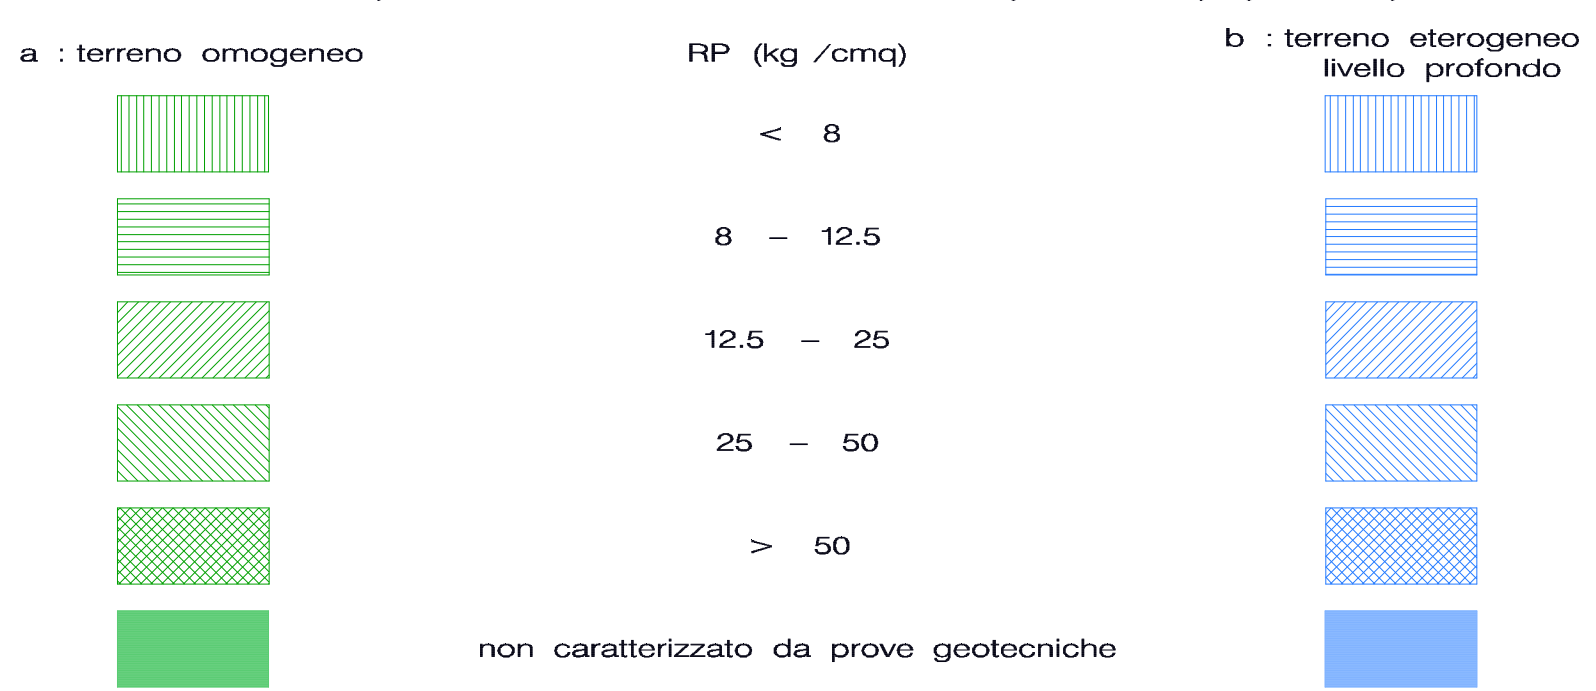 a : terreno omogeneo
RP (kg /cmq)
b : terreno eterogeneo
livello profondo
< 8
8 – 12.5
12.5 – 25
25 – 50
> 50
non caratterizzato da prove geotecniche